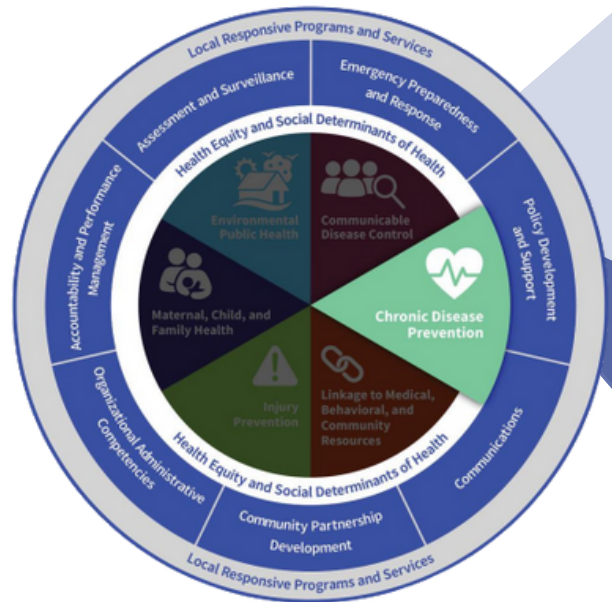 Local Responsive Programs and Services
Assessment and Surveillance
Emergency Preparedness
and Response
Health Equity and Social Determinants of Health
Accountability and Performance
Management
Policy Development
and Support
Environmental
Public Health
Communicable
Disease Control
Maternal, Child, and
Family Health
Chronic Disease
Prevention
Injury
Prevention
Linkage to Medical,
Behavioral, and
Community
Resources
Organizational Administrative
Competencies
Communications
Health Equity and Social Determinants of Health
Community Partnership
Development
Local Responsive Programs and Services